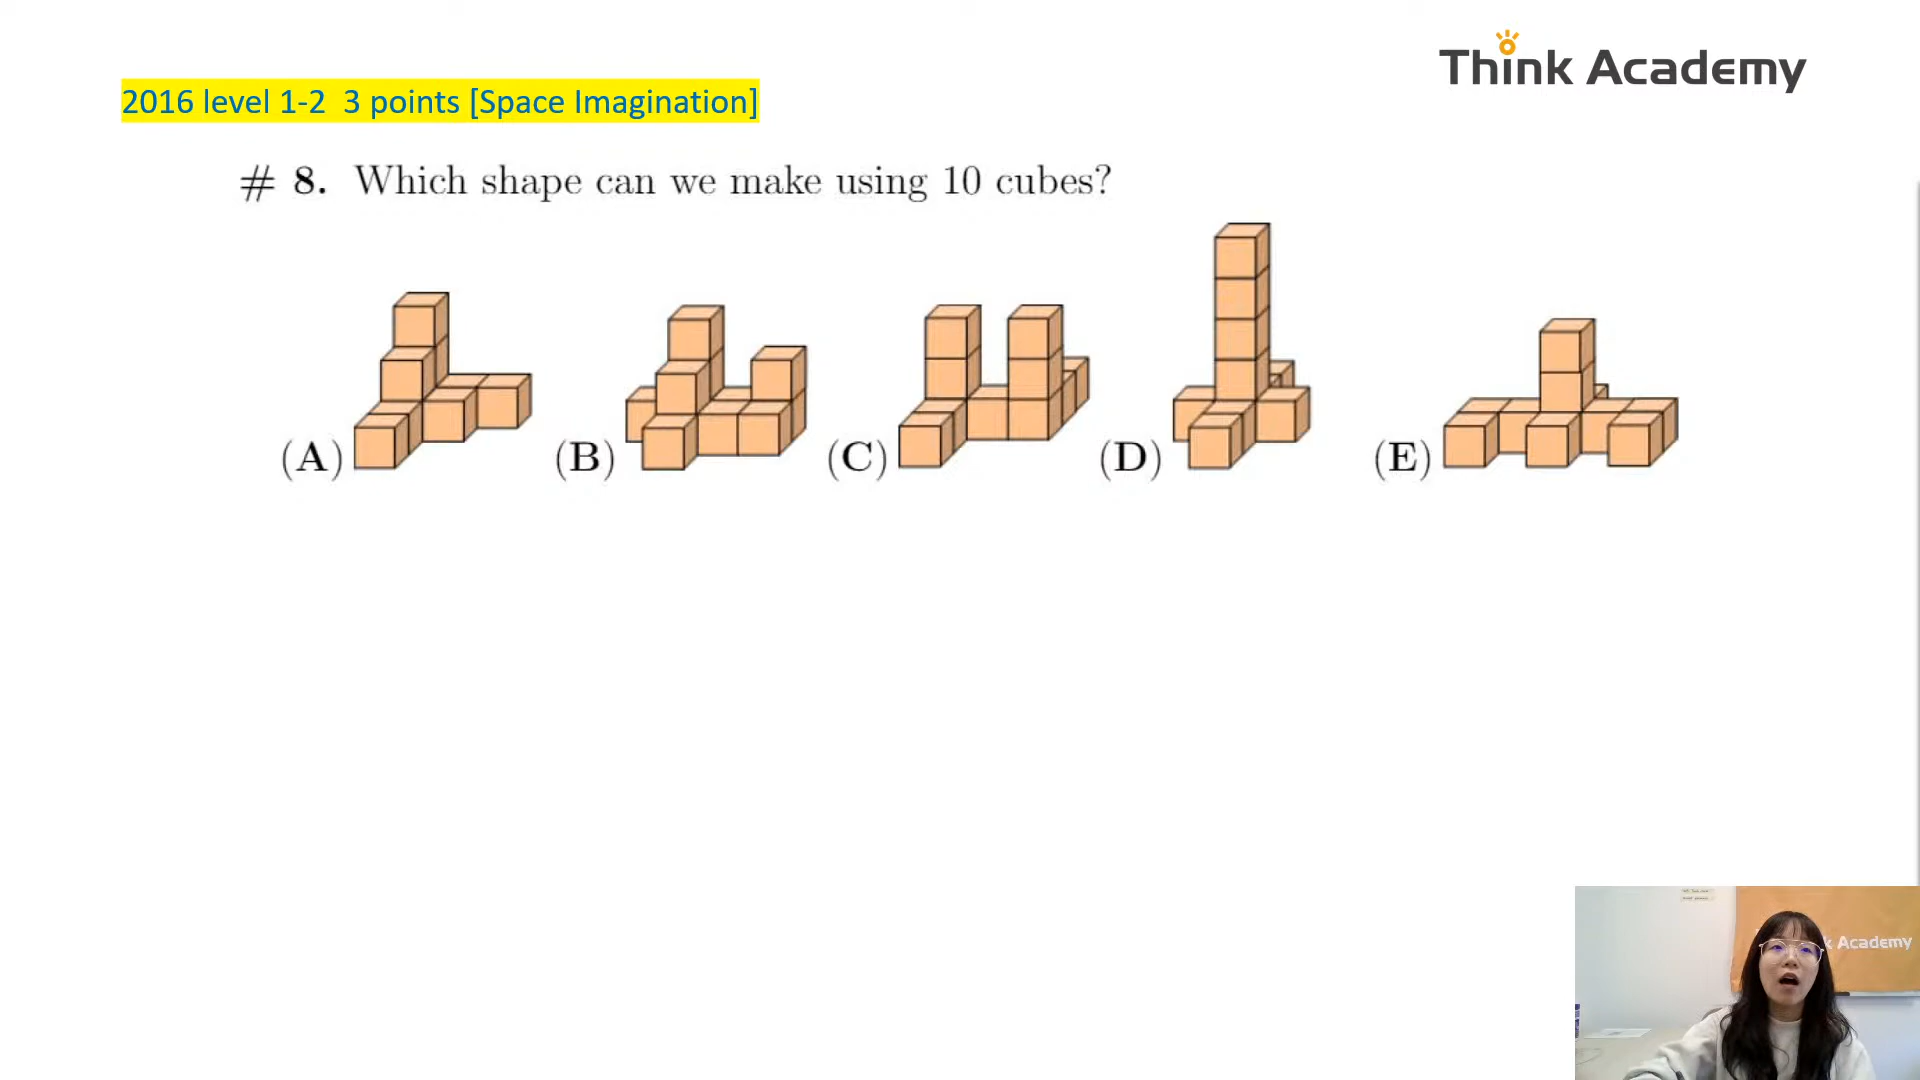 Think Academy
2016 level 1-2 3 points [Space Imagination]
# 8. Which shape can we make using 10 cubes?
(A) (B) (C) (D) (E)
k Academy